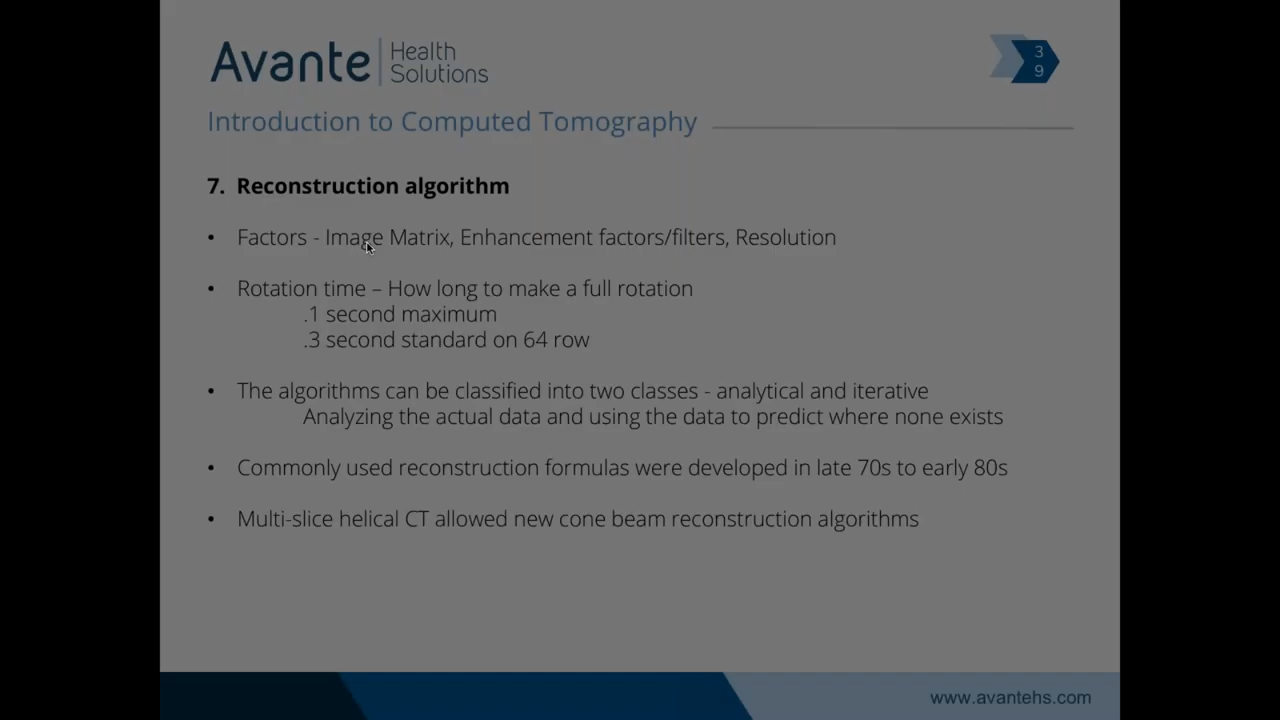 Avante Health Solutions
39
Introduction to Computed Tomography
7. Reconstruction algorithm
• Factors - Image Matrix, Enhancement factors/filters, Resolution
• Rotation time – How long to make a full rotation
.1 second maximum
.3 second standard on 64 row
• The algorithms can be classified into two classes - analytical and iterative
Analyzing the actual data and using the data to predict where none exists
• Commonly used reconstruction formulas were developed in late 70s to early 80s
• Multi-slice helical CT allowed new cone beam reconstruction algorithms
www.avantehs.com